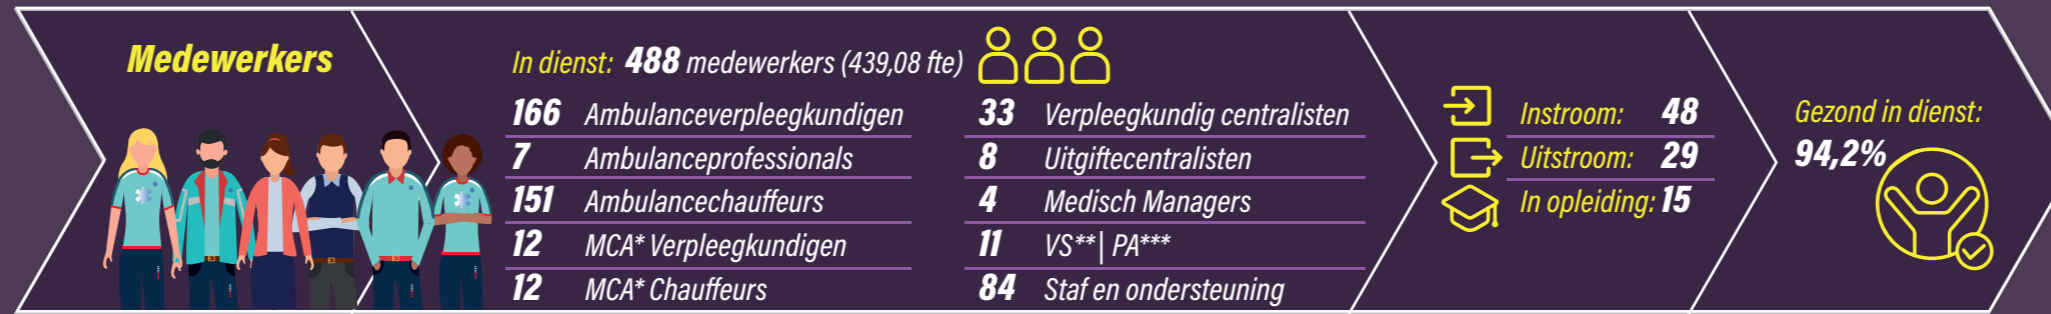 Medewerkers
In dienst: 488 medewerkers (439,08 fte)
166 Ambulanceverpleegkundigen
7 Ambulanceprofessionals
151 Ambulancechauffeurs
12 MCA* Verpleegkundigen
12 MCA* Chauffeurs
33 Verpleegkundig centralisten
8 Uitgiftecentralisten
4 Medisch Managers
11 VS**| PA***
84 Staf en ondersteuning
Instroom: 48
Uitstroom: 29
In opleiding: 15
Gezond in dienst:
94,2%